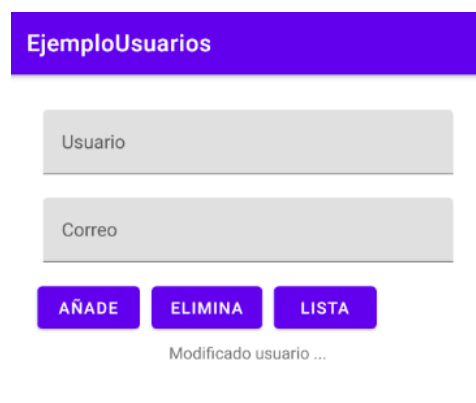 EjemploUsuarios
Usuario
Correo
AÑADE ELIMINA LISTA
Modificado usuario ...